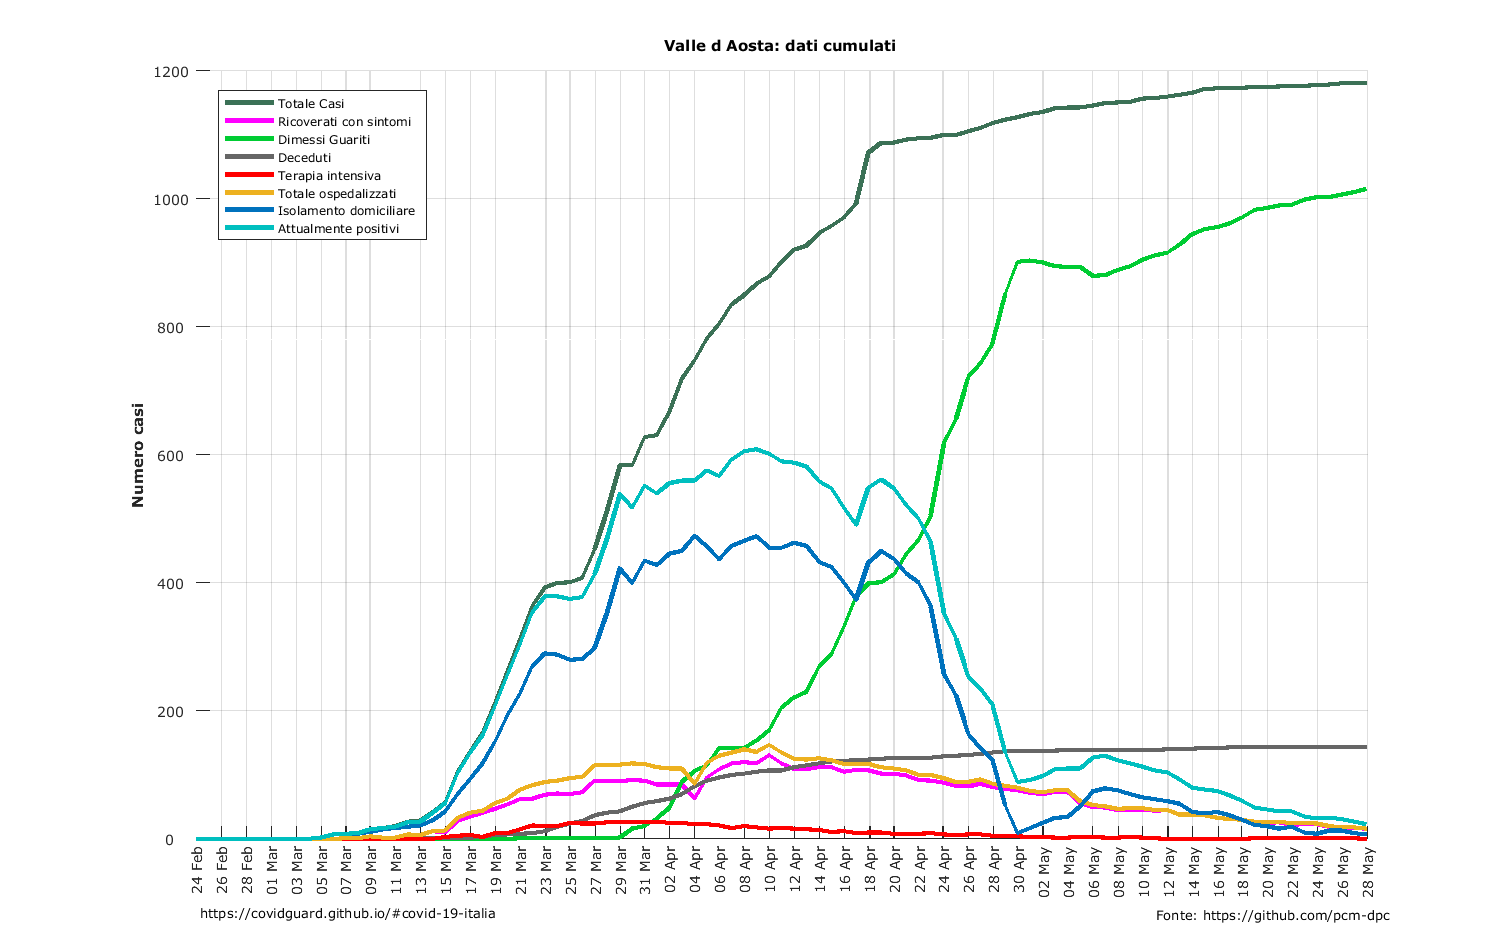 Valle d Aosta: dati cumulati
1200
1000
800
600
400
200
0
Numero casi
Totale Casi
Ricoverati con sintomi
Dimessi Guariti
Deceduti
Terapia intensiva
Totale ospedalizzati
Isolamento domiciliare
Attualmente positivi
24 Feb
26 Feb
28 Feb
01 Mar
03 Mar
05 Mar
07 Mar
09 Mar
11 Mar
13 Mar
15 Mar
17 Mar
19 Mar
21 Mar
23 Mar
25 Mar
27 Mar
29 Mar
31 Mar
02 Apr
04 Apr
06 Apr
08 Apr
10 Apr
12 Apr
14 Apr
16 Apr
18 Apr
20 Apr
22 Apr
24 Apr
26 Apr
28 Apr
30 Apr
02 May
04 May
06 May
08 May
10 May
12 May
14 May
16 May
18 May
20 May
22 May
24 May
26 May
28 May
https://covidguard.github.io/#covid-19-italia
Fonte: https://github.com/pcm-dpc